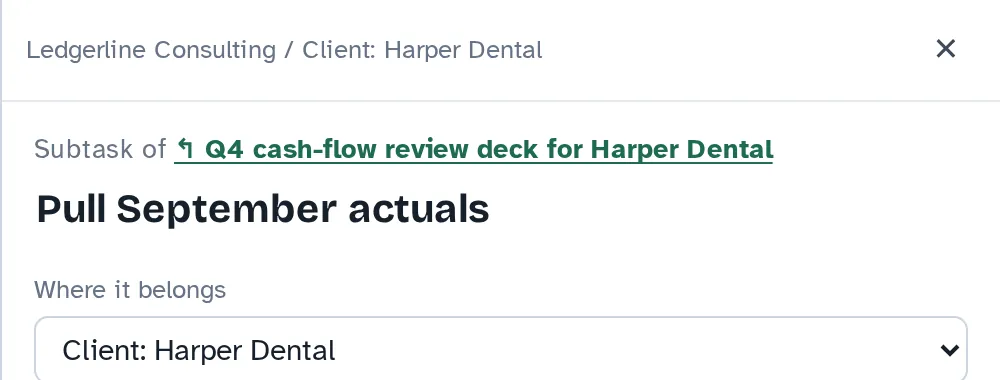 Ledgerline Consulting / Client: Harper Dental
Subtask of ↰ Q4 cash-flow review deck for Harper Dental
Pull September actuals
Where it belongs
Client: Harper Dental